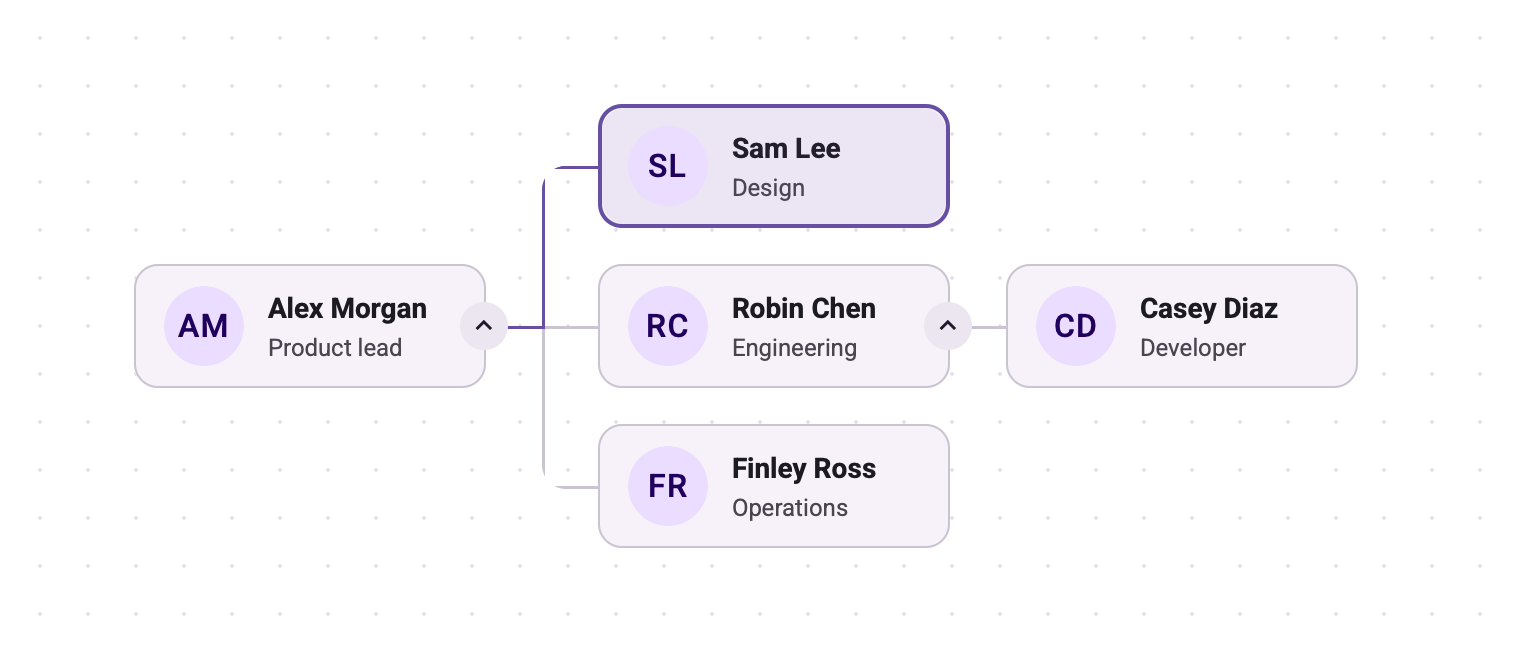 SL
Sam Lee
Design
AM
Alex Morgan
Product lead
RC
Robin Chen
Engineering
CD
Casey Diaz
Developer
FR
Finley Ross
Operations